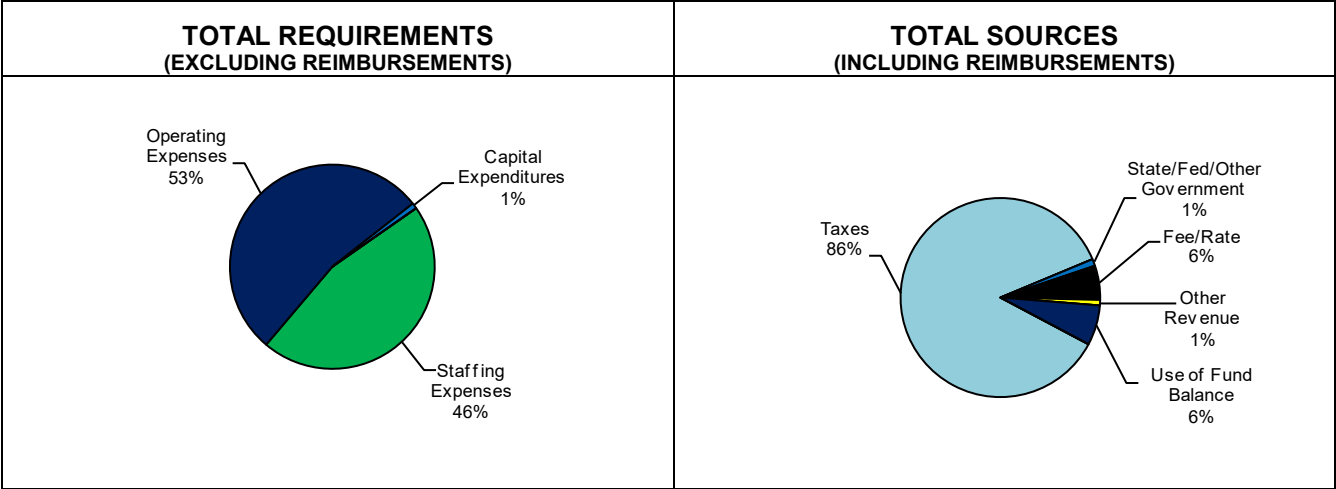 TOTAL REQUIREMENTS
(EXCLUDING REIMBURSEMENTS)
Operating
Expenses
53%
Capital
Expenditures
1%
Staffing
Expenses
46%
TOTAL SOURCES
(INCLUDING REIMBURSEMENTS)
Taxes
86%
State/Fed/Other
Government
1%
Fee/Rate
6%
Other
Revenue
1%
Use of Fund
Balance
6%